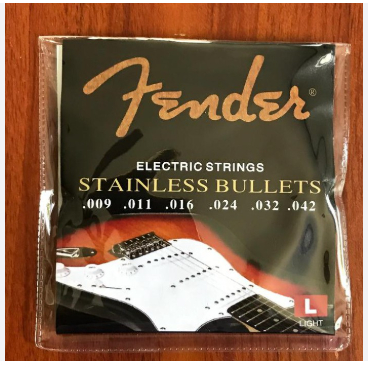 Fender®
ELECTRIC STRINGS
STAINLESS BULLETS
.009 .011 .016 .024 .032 .042
L
LIGHT